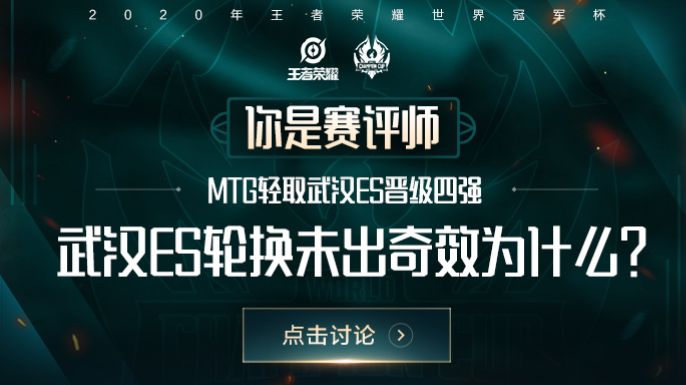 2020年王者荣耀世界冠军杯
王者荣耀
CHAMPION CUP
你是赛评师
MTG轻取武汉ES晋级四强
武汉ES轮换未出奇效为什么?
点击讨论